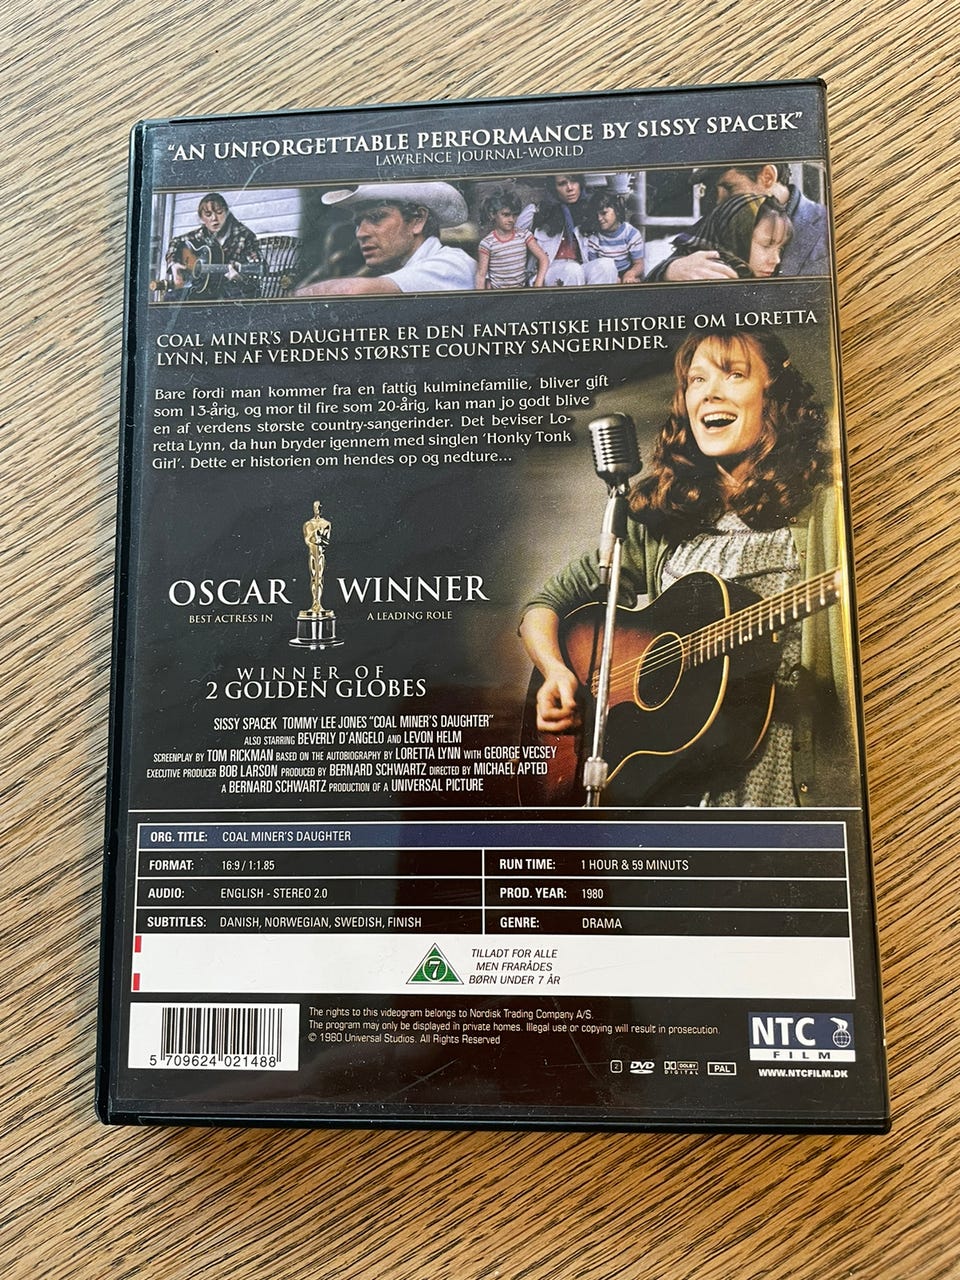 “AN UNFORGETTABLE PERFORMANCE BY SISSY SPACEK”
LAWRENCE JOURNAL-WORLD
COAL MINER’S DAUGHTER ER DEN FANTASTISKE HISTORIE OM LORETTA
LYNN, EN AF VERDENS STØRSTE COUNTRY SANGERINDER.
Bare fordi man kommer fra en fattig kulminefamilie, bliver gift
som 13-årig, og mor til fire som 20-årig, kan man jo godt blive
en af verdens største country-sangerinder. Det beviser Lo-
retta Lynn, da hun bryder igennem med singlen ‘Honky Tonk
Girl’. Dette er historien om hendes op og nedture...
OSCAR WINNER
BEST ACTRESS IN A LEADING ROLE
WINNER OF
2 GOLDEN GLOBES
SISSY SPACEK TOMMY LEE JONES “COAL MINER’S DAUGHTER”
ALSO STARRING BEVERLY D’ANGELO AND LEVON HELM
SCREENPLAY BY TOM RICKMAN BASED ON THE AUTOBIOGRAPHY BY LORETTA LYNN WITH GEORGE VECSEY
EXECUTIVE PRODUCER BOB LARSON PRODUCED BY BERNARD SCHWARTZ DIRECTED BY MICHAEL APTED
A BERNARD SCHWARTZ PRODUCTION OF A UNIVERSAL PICTURE
ORG. TITLE: COAL MINER’S DAUGHTER
FORMAT: 16:9 / 1:1.85
RUN TIME: 1 HOUR & 59 MINUTS
AUDIO: ENGLISH - STEREO 2.0
PROD. YEAR: 1980
SUBTITLES: DANISH, NORWEGIAN, SWEDISH, FINISH
GENRE: DRAMA
7
TILLADT FOR ALLE
MEN FRARÅDES
BØRN UNDER 7 ÅR
5 709624 021488
The rights to this videogram belongs to Nordisk Trading Company A/S.
The program may only be displayed in private homes. Illegal use or copying will result in prosecution.
© 1980 Universal Studios. All Rights Reserved
NTC
FILM
WWW.NTCFILM.DK
2 DVD DOLBY DIGITAL PAL